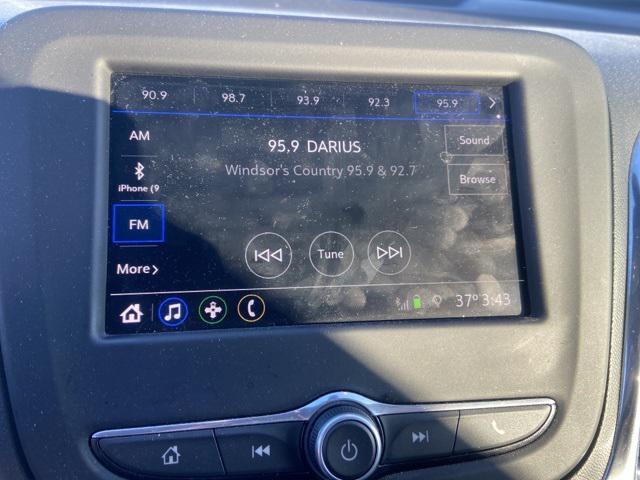 90.9 98.7 93.9 92.3 95.9
AM
95.9 DARIUS
Sound
Windsor's Country 95.9 & 92.7
Browse
iPhone (9
FM
Tune
More
37° 3:43